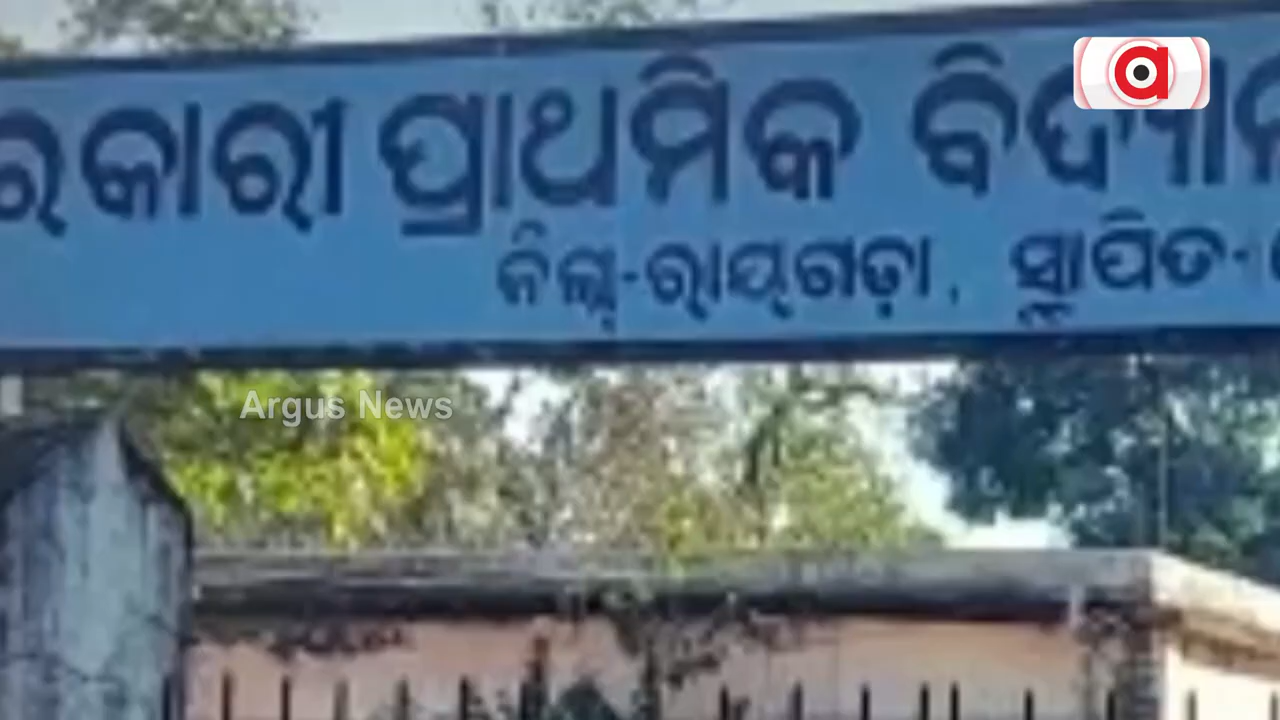 ରକାରୀ ପ୍ରାଥମିକ ବିଦ୍ୟାଳ
ଜିଲ୍ଲା-ରାୟଗଡ଼ା, ସ୍ଥାପିତ-
Argus News